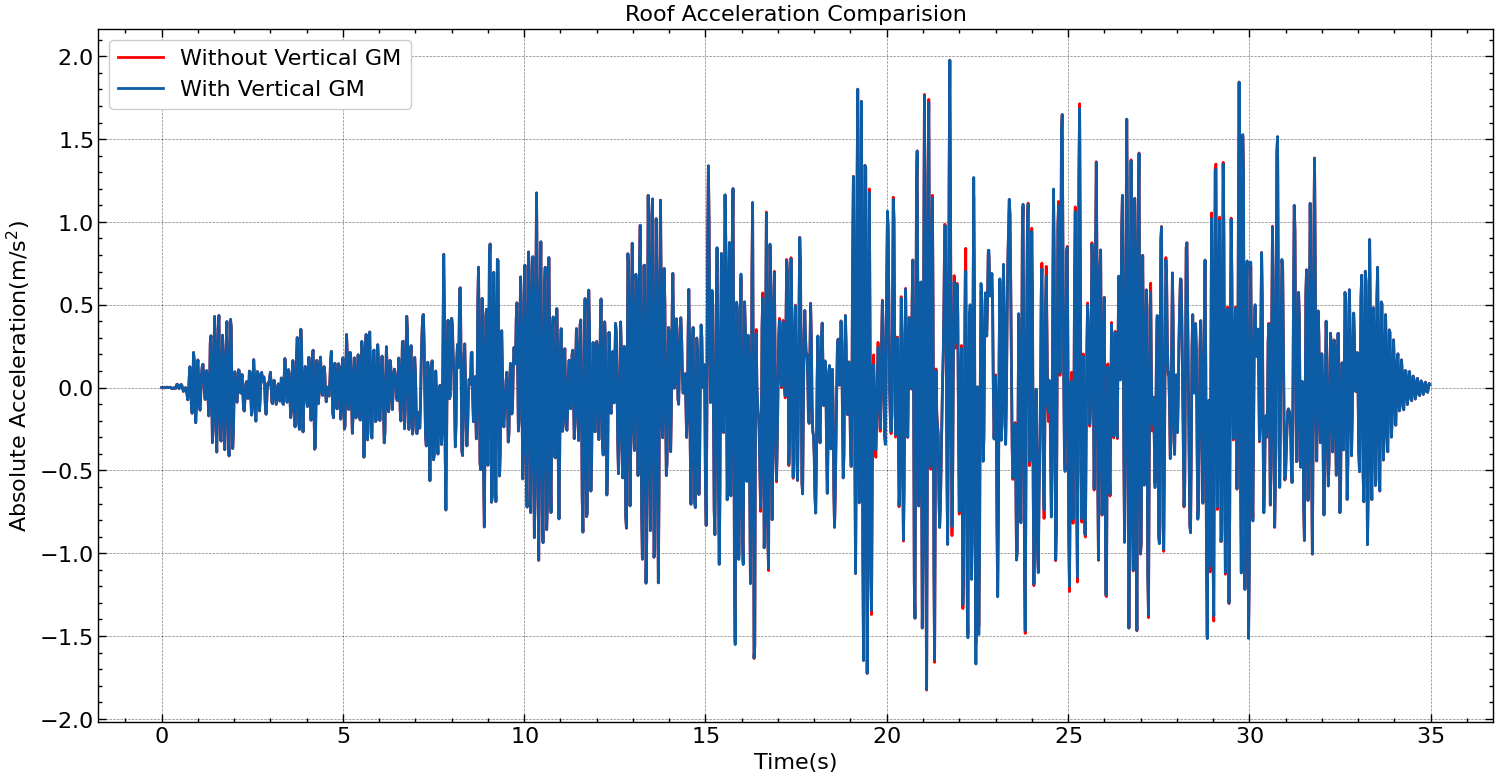 Roof Acceleration Comparision
Without Vertical GM
With Vertical GM
2.0
1.5
1.0
0.5
0.0
−0.5
−1.0
−1.5
−2.0
Absolute Acceleration(m/s²)
0 5 10 15 20 25 30 35
Time(s)